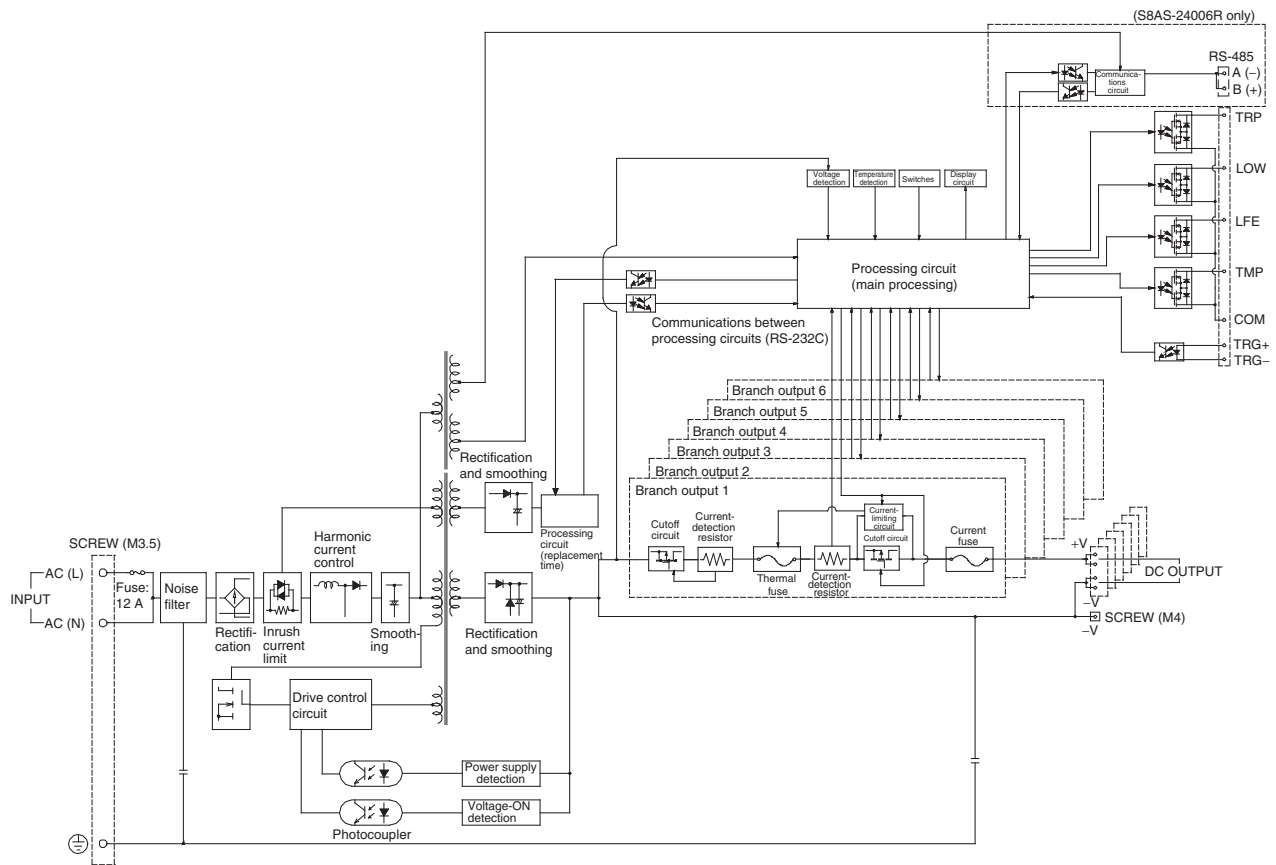 (S8AS-24006R only)
RS-485
A (−)
B (+)
Communica-
tions
circuit
TRP
LOW
LFE
TMP
COM
TRG+
TRG−
Voltage
detection
Temperature
detection
Switches
Display
circuit
Processing circuit
(main processing)
Communications between
processing circuits (RS-232C)
Branch output 6
Branch output 5
Branch output 4
Branch output 3
Branch output 2
Branch output 1
Rectification
and smoothing
Processing
circuit
(replacement
time)
Cutoff
circuit
Current-
detection
resistor
Thermal
fuse
Current-
detection
resistor
Current-
limiting
circuit
Cutoff circuit
Current
fuse
+V
−V
DC OUTPUT
SCREW (M4)
−V
SCREW (M3.5)
INPUT
AC (L)
AC (N)
Fuse:
12 A
Noise
filter
Rectifi-
cation
Inrush
current
limit
Harmonic
current
control
Smooth-
ing
Rectification
and smoothing
Drive control
circuit
Power supply
detection
Voltage-ON
detection
Photocoupler